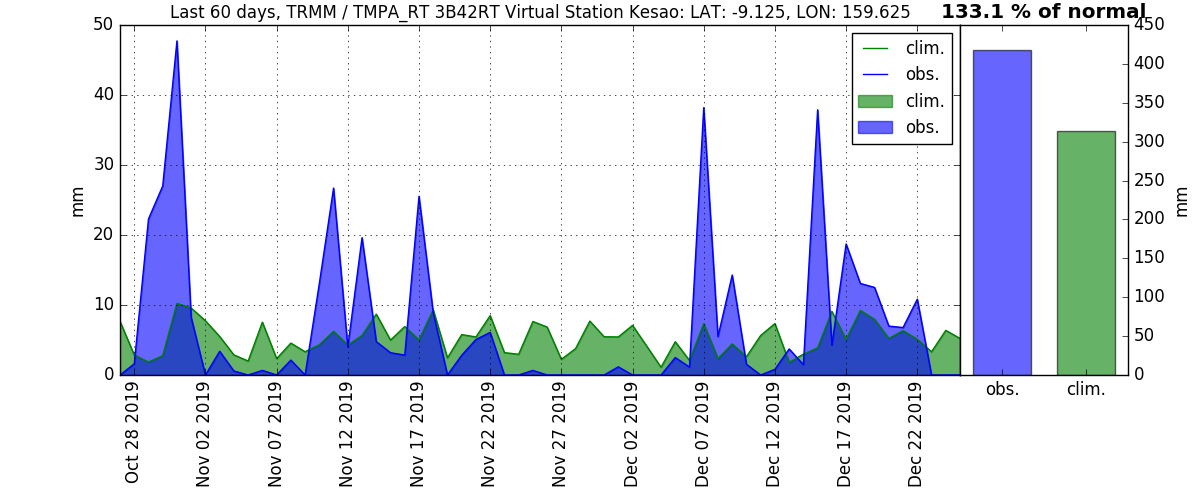 Last 60 days, TRMM / TMPA_RT 3B42RT Virtual Station Kesao: LAT: -9.125, LON: 159.625
133.1 % of normal
50
40
30
20
10
0
mm
clim.
obs.
clim.
obs.
Oct 28 2019
Nov 02 2019
Nov 07 2019
Nov 12 2019
Nov 17 2019
Nov 22 2019
Nov 27 2019
Dec 02 2019
Dec 07 2019
Dec 12 2019
Dec 17 2019
Dec 22 2019
450
400
350
300
250
200
150
100
50
0
mm
obs.
clim.